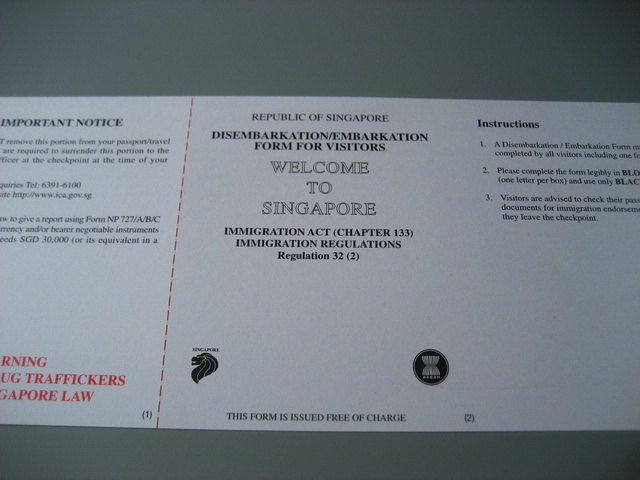 IMPORTANT NOTICE
T remove this portion from your passport/travel
are required to surrender this portion to the
fficer at the checkpoint at the time of your
quiries Tel: 6391-6100
site http://www.ica.gov.sg
aw to give a report using Form NP 727/A/B/C
rrency and/or bearer negotiable instruments
eeds SGD 30,000 (or its equivalent in a
RNING
UG TRAFFICKERS
GAPORE LAW
(1)
REPUBLIC OF SINGAPORE
DISEMBARKATION/EMBARKATION
FORM FOR VISITORS
WELCOME
TO
SINGAPORE
IMMIGRATION ACT (CHAPTER 133)
IMMIGRATION REGULATIONS
Regulation 32 (2)
SINGAPORE
asean
THIS FORM IS ISSUED FREE OF CHARGE
(2)
Instructions
1. A Disembarkation / Embarkation Form m
completed by all visitors including one fo
2. Please complete the form legibly in BLO
(one letter per box) and use only BLAC
3. Visitors are advised to check their pass
documents for immigration endorseme
they leave the checkpoint.